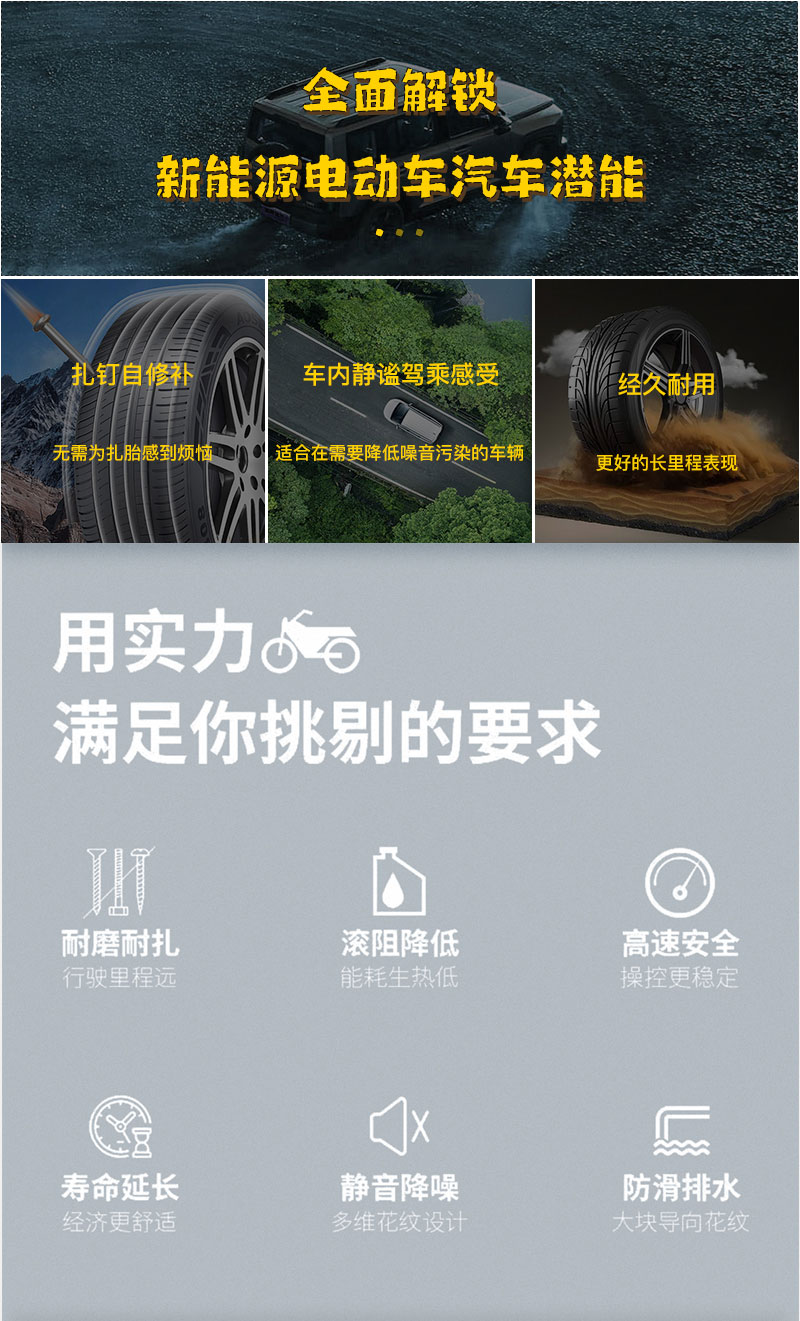 全面解锁
新能源电动车汽车潜能
扎钉自修补
无需为扎胎感到烦恼
车内静谧驾乘感受
适合在需要降低噪音污染的车辆
经久耐用
更好的长里程表现
用实力
满足你挑剔的要求
耐磨耐扎
行驶里程远
滚阻降低
能耗生热低
高速安全
操控更稳定
寿命延长
经济更舒适
静音降噪
多维花纹设计
防滑排水
大块导向花纹